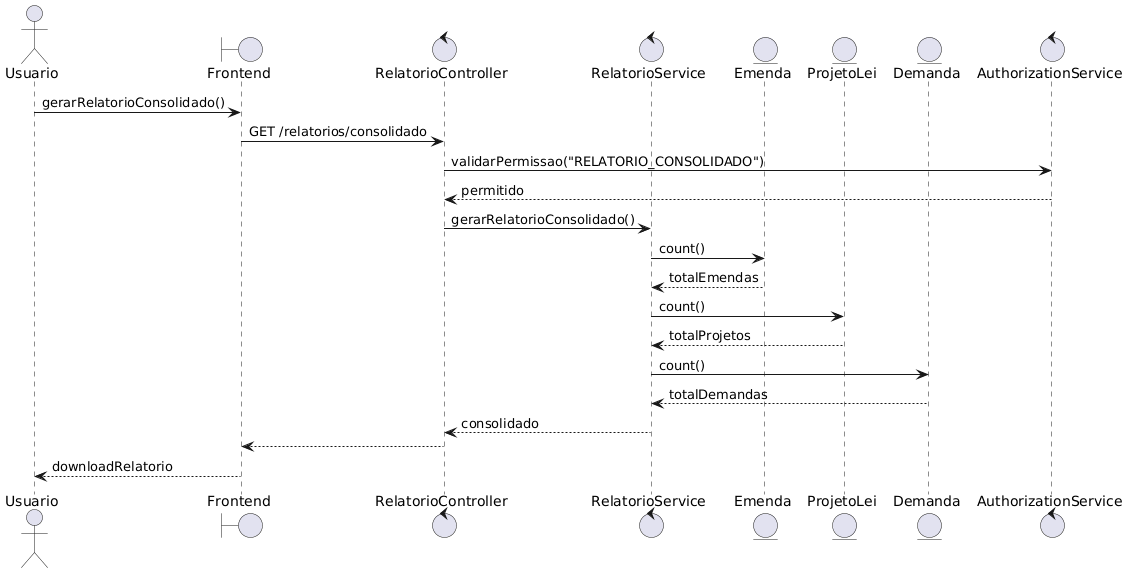 Usuario Frontend RelatorioController RelatorioService Emenda ProjetoLei Demanda AuthorizationService
gerarRelatorioConsolidado()
GET /relatorios/consolidado
validarPermissao("RELATORIO_CONSOLIDADO")
permitido
gerarRelatorioConsolidado()
count()
totalEmendas
count()
totalProjetos
count()
totalDemandas
consolidado
downloadRelatorio
Usuario Frontend RelatorioController RelatorioService Emenda ProjetoLei Demanda AuthorizationService